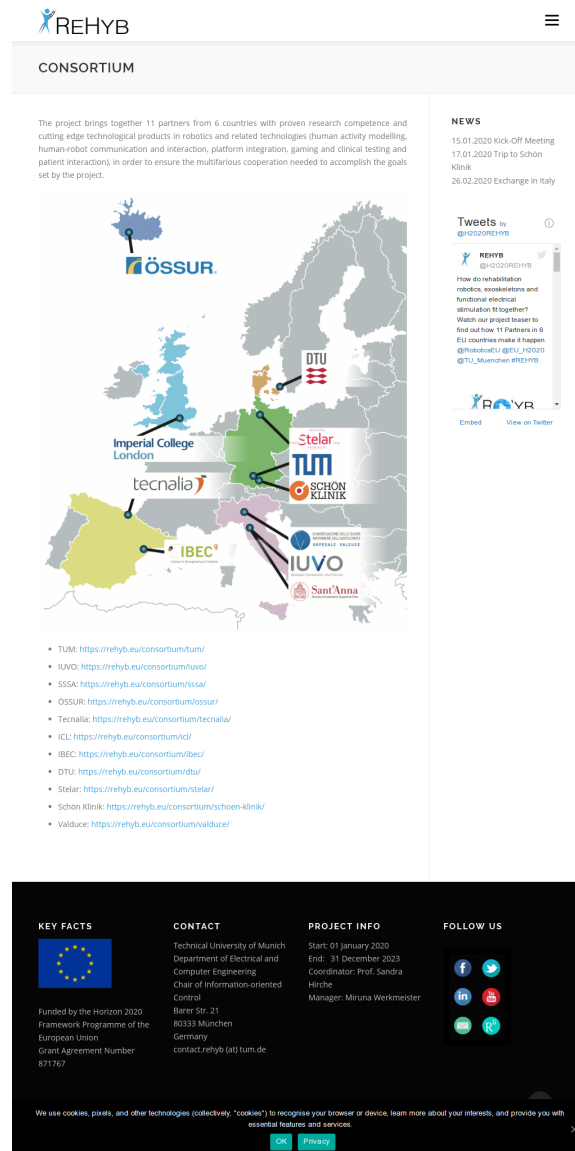 REHYB
CONSORTIUM
The project brings together 11 partners from 6 countries with proven research competence and
cutting edge technological products in robotics and related technologies (human activity modelling,
human-robot communication and interaction, platform integration, gaming and clinical testing and
patient interaction), in order to ensure the multifarious cooperation needed to accomplish the goals
set by the project.
ÖSSUR.
DTU
Imperial College
London
Stelar
TUM
SCHÖN
KLINIK
tecnalia
IBEC
OSPEDALE VALDUCE
IUVO
Sant'Anna
TUM: https://rehyb.eu/consortium/tum/
IUVO: https://rehyb.eu/consortium/iuvo/
SSSA: https://rehyb.eu/consortium/sssa/
ÖSSUR: https://rehyb.eu/consortium/ossur/
Tecnalia: https://rehyb.eu/consortium/tecnalia/
ICL: https://rehyb.eu/consortium/icl/
IBEC: https://rehyb.eu/consortium/ibec/
DTU: https://rehyb.eu/consortium/dtu/
Stelar: https://rehyb.eu/consortium/stelar/
Schön Klinik: https://rehyb.eu/consortium/schoen-klinik/
Valduce: https://rehyb.eu/consortium/valduce/
NEWS
15.01.2020 Kick-Off Meeting
17.01.2020 Trip to Schön
Klinik
26.02.2020 Exchange in Italy
Tweets by
@H2020REHYB
REHYB
@H2020REHYB
How do rehabilitation
robotics, exoskeletons and
functional electrical
stimulation fit together?
Watch our project teaser to
find out how 11 Partners in 6
EU countries make it happen.
@RoboticsEU @EU_H2020
@TU_Muenchen #REHYB
Embed View on Twitter
KEY FACTS
Funded by the Horizon 2020
Framework Programme of the
European Union
Grant Agreement Number
871767
CONTACT
Technical University of Munich
Department of Electrical and
Computer Engineering
Chair of Information-oriented
Control
Barer Str. 21
80333 München
Germany
contact.rehyb (at) tum.de
PROJECT INFO
Start: 01 January 2020
End: 31 December 2023
Coordinator: Prof. Sandra
Hirche
Manager: Miruna Werkmeister
FOLLOW US
We use cookies, pixels, and other technologies (collectively, "cookies") to recognise your browser or device, learn more about your interests, and provide you with
essential features and services.
OK Privacy